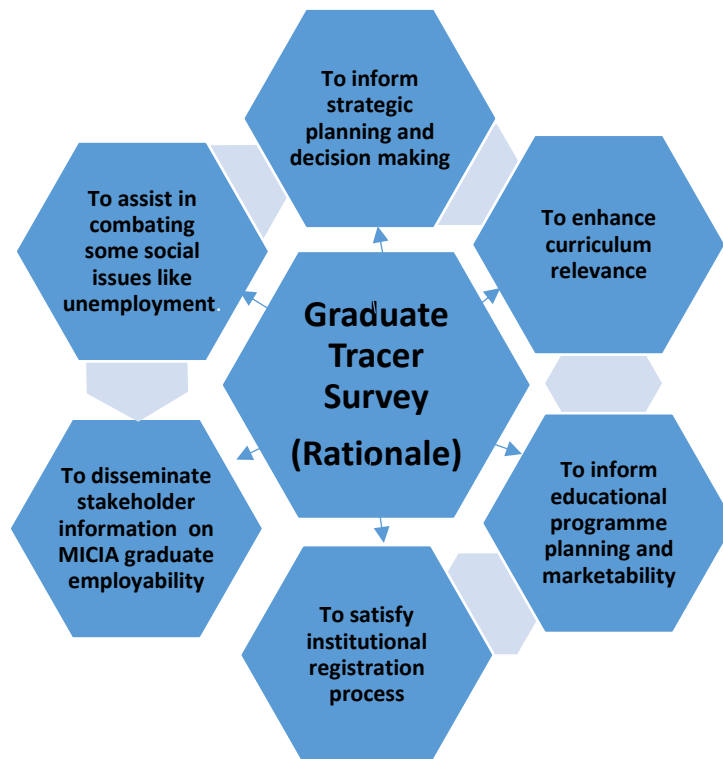 To inform
strategic
planning and
decision making
To enhance
curriculum
relevance
To inform
educational
programme
planning and
marketability
To satisfy
institutional
registration
process
To disseminate
stakeholder
information on
MICIA graduate
employability
To assist in
combating
some social
issues like
unemployment.
Graduate
Tracer
Survey
(Rationale)